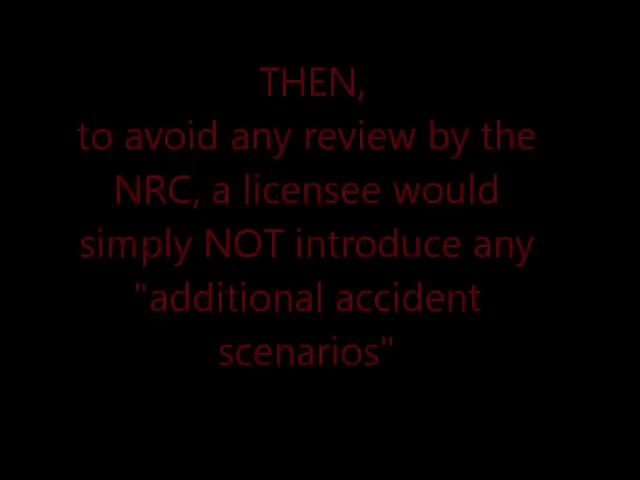 THEN,
to avoid any review by the
NRC, a licensee would
simply NOT introduce any
"additional accident
scenarios"